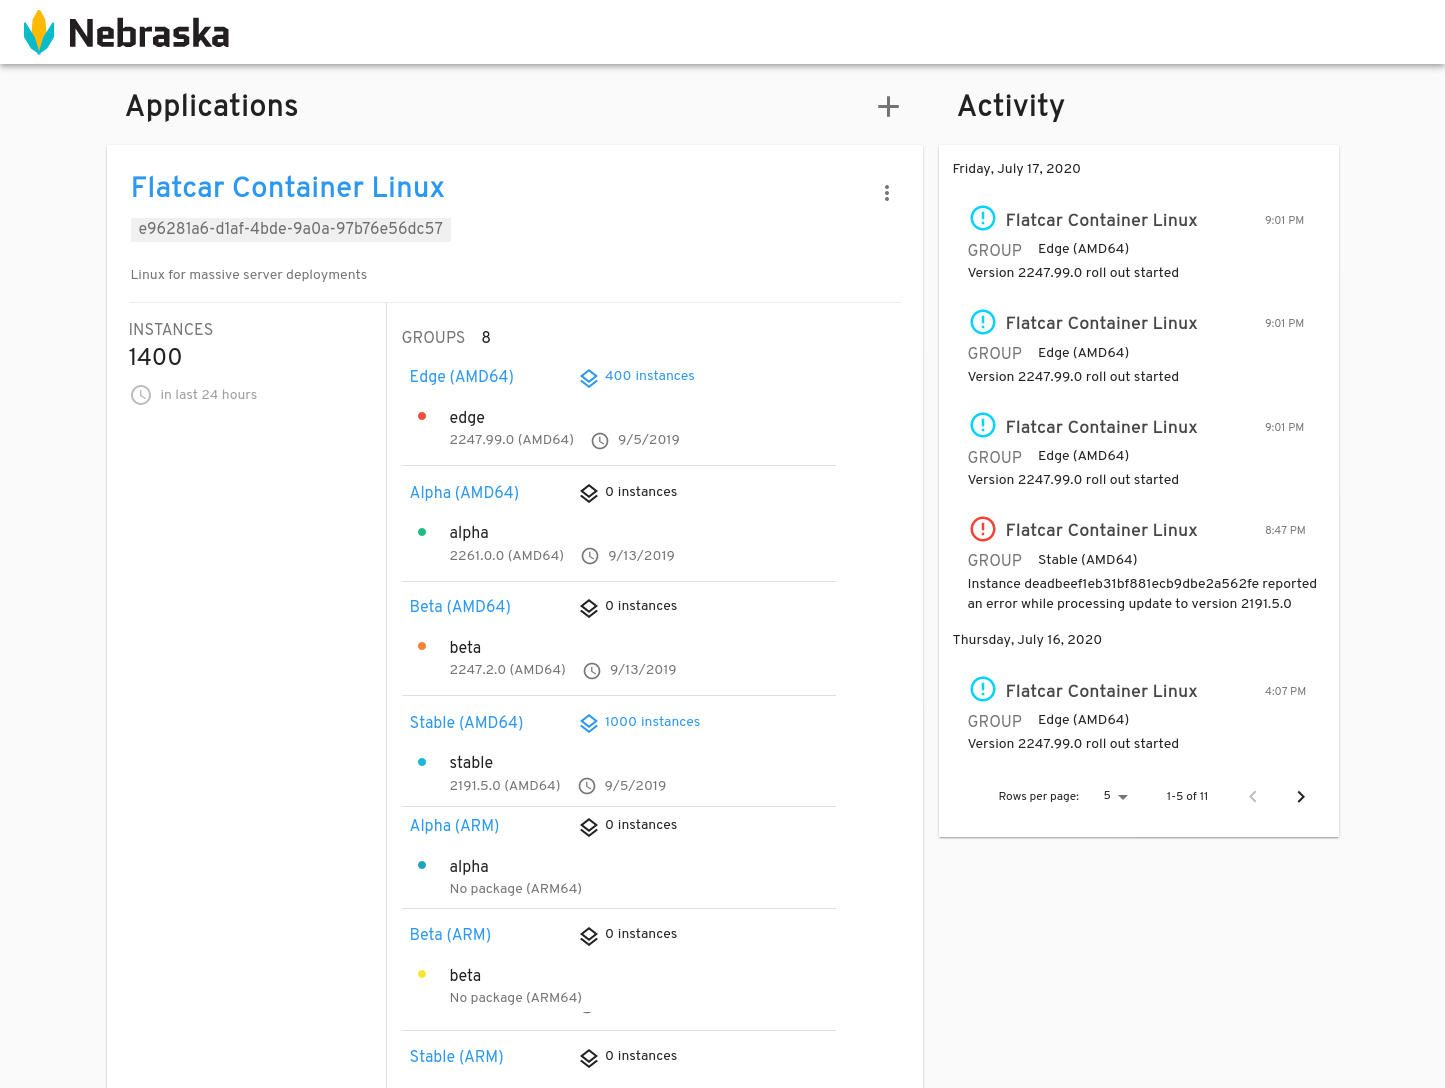 Nebraska
Applications
Flatcar Container Linux
e96281a6-d1af-4bde-9a0a-97b76e56dc57
Linux for massive server deployments
INSTANCES
1400
in last 24 hours
GROUPS 8
Edge (AMD64) 400 instances
edge
2247.99.0 (AMD64) 9/5/2019
Alpha (AMD64) 0 instances
alpha
2261.0.0 (AMD64) 9/13/2019
Beta (AMD64) 0 instances
beta
2247.2.0 (AMD64) 9/13/2019
Stable (AMD64) 1000 instances
stable
2191.5.0 (AMD64) 9/5/2019
Alpha (ARM) 0 instances
alpha
No package (ARM64)
Beta (ARM) 0 instances
beta
No package (ARM64)
Stable (ARM) 0 instances
Activity
Friday, July 17, 2020
Flatcar Container Linux 9:01 PM
GROUP Edge (AMD64)
Version 2247.99.0 roll out started
Flatcar Container Linux 9:01 PM
GROUP Edge (AMD64)
Version 2247.99.0 roll out started
Flatcar Container Linux 9:01 PM
GROUP Edge (AMD64)
Version 2247.99.0 roll out started
Flatcar Container Linux 8:47 PM
GROUP Stable (AMD64)
Instance deadbeef1eb31bf881ecb9dbe2a562fe reported
an error while processing update to version 2191.5.0
Thursday, July 16, 2020
Flatcar Container Linux 4:07 PM
GROUP Edge (AMD64)
Version 2247.99.0 roll out started
Rows per page: 5 1-5 of 11